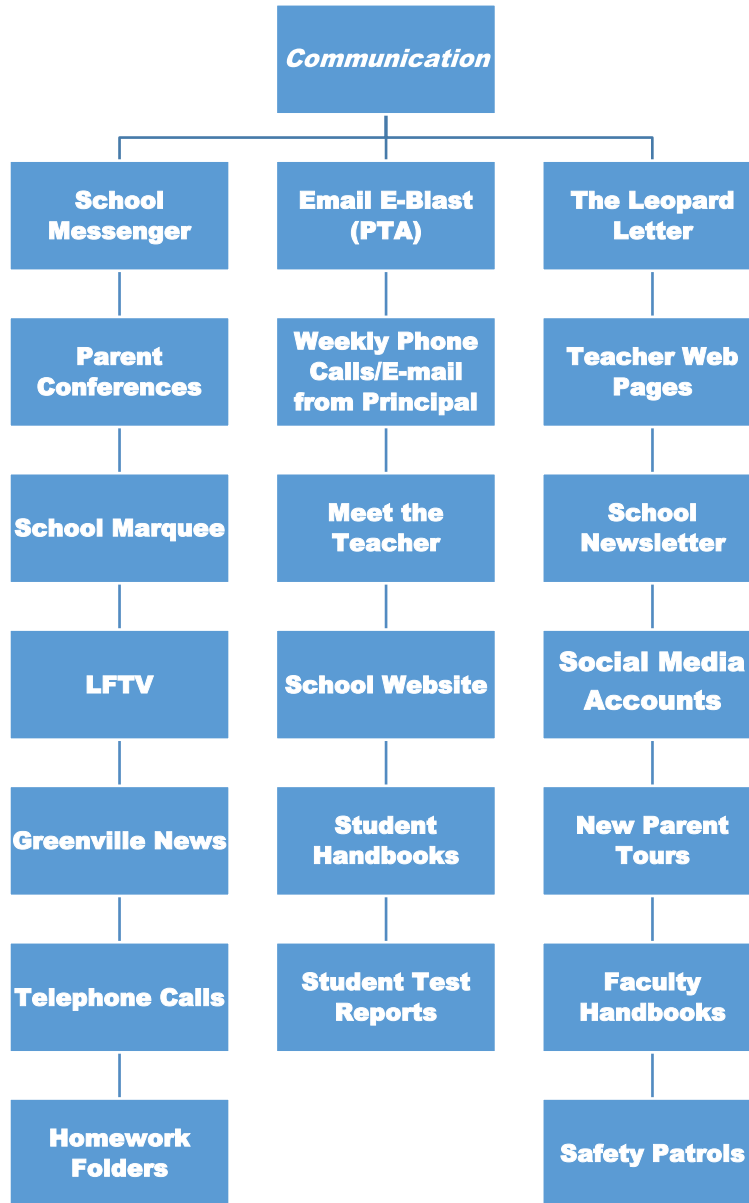 Communication
School
Messenger
Email E-Blast
(PTA)
The Leopard
Letter
Parent
Conferences
Weekly Phone
Calls/E-mail
from Principal
Teacher Web
Pages
School Marquee
Meet the
Teacher
School
Newsletter
LFTV
School Website
Social Media
Accounts
Greenville News
Student
Handbooks
New Parent
Tours
Telephone Calls
Student Test
Reports
Faculty
Handbooks
Homework
Folders
Safety Patrols